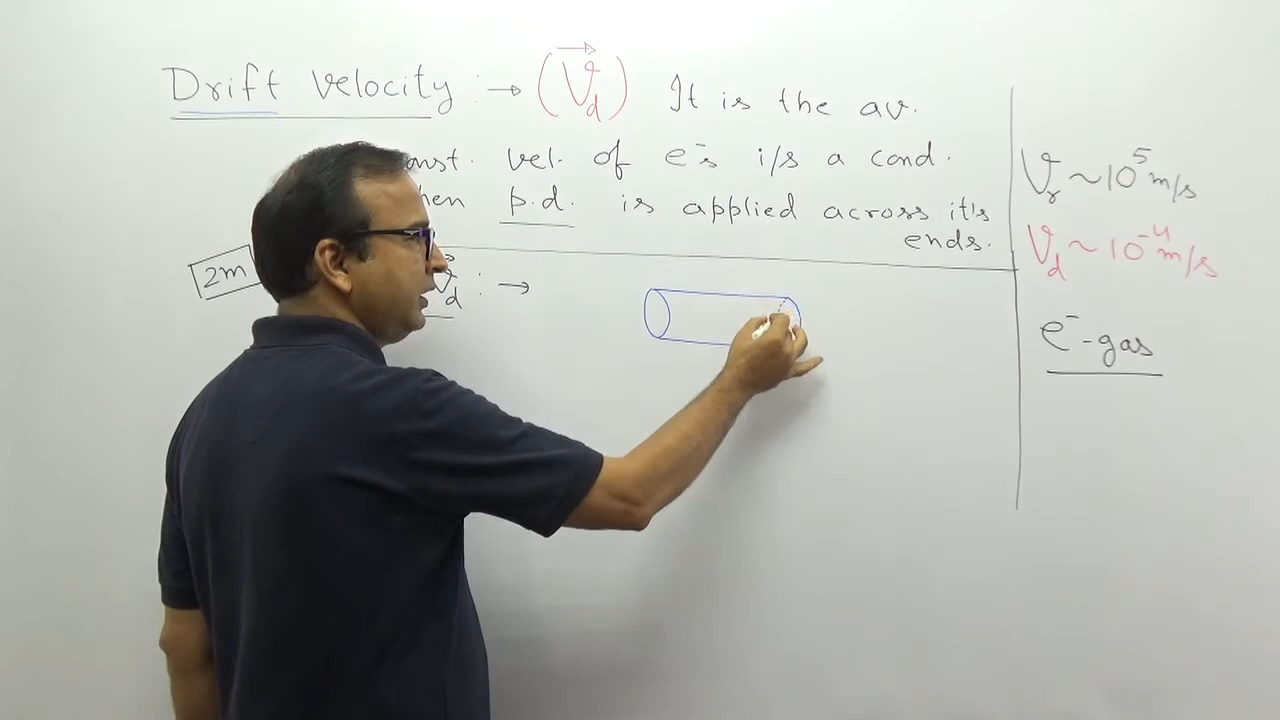 Drift velocity :→ (V⃗d) It is the av.
const. vel. of e⁻s i/s a cond.
when p.d. is applied across it's
ends.
2m Vd :→
Vr ~ 10⁵ m/s
Vd ~ 10⁻⁴ m/s
e⁻-gas